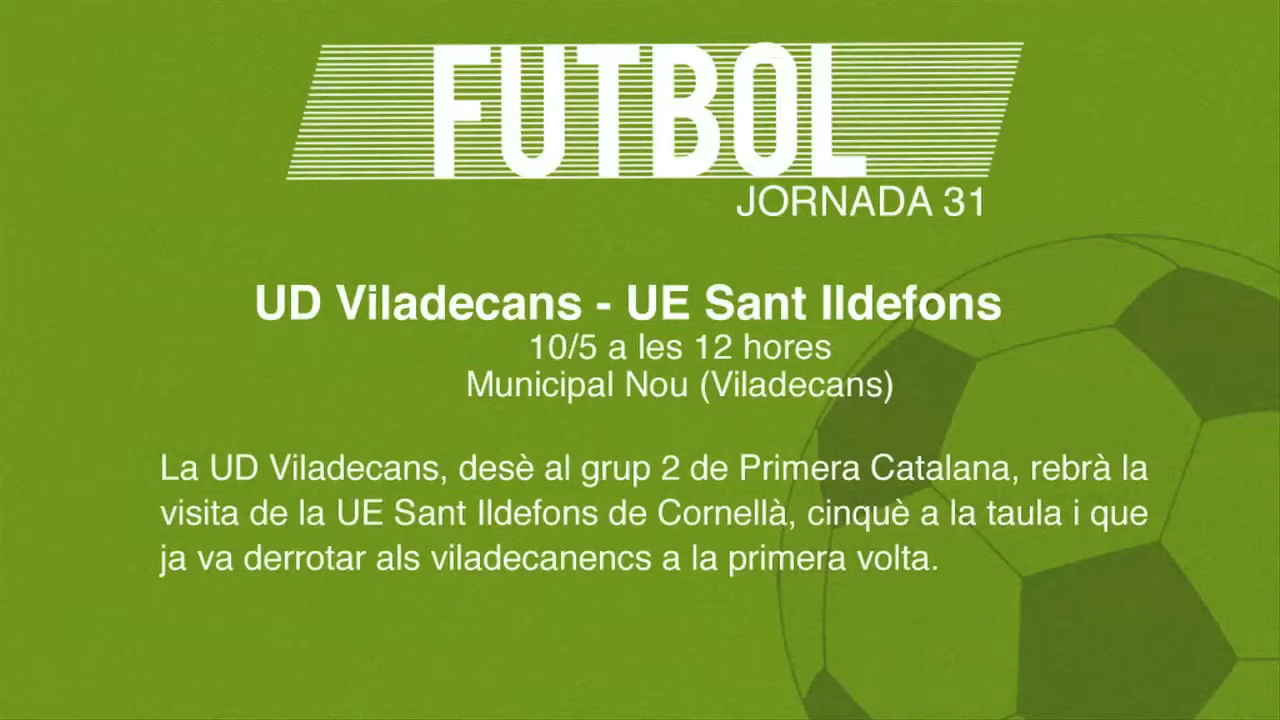 FUTBOL
JORNADA 31
UD Viladecans - UE Sant Ildefons
10/5 a les 12 hores
Municipal Nou (Viladecans)
La UD Viladecans, desè al grup 2 de Primera Catalana, rebrà la
visita de la UE Sant Ildefons de Cornellà, cinquè a la taula i que
ja va derrotar als viladecanencs a la primera volta.